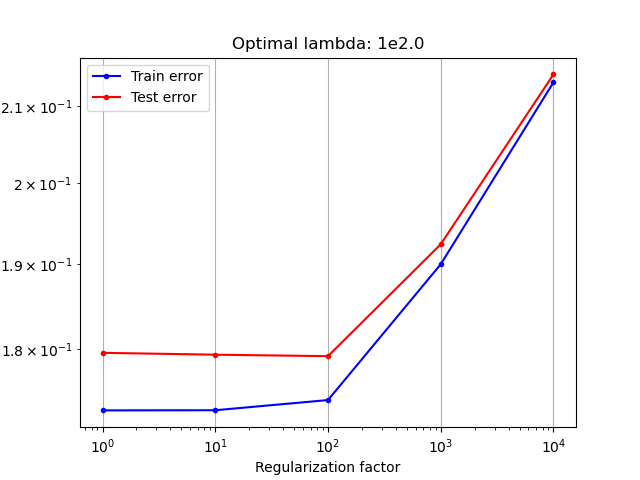 Optimal lambda: 1e2.0
Train error
Test error
2.1 × 10⁻¹
2 × 10⁻¹
1.9 × 10⁻¹
1.8 × 10⁻¹
10⁰ 10¹ 10² 10³ 10⁴
Regularization factor